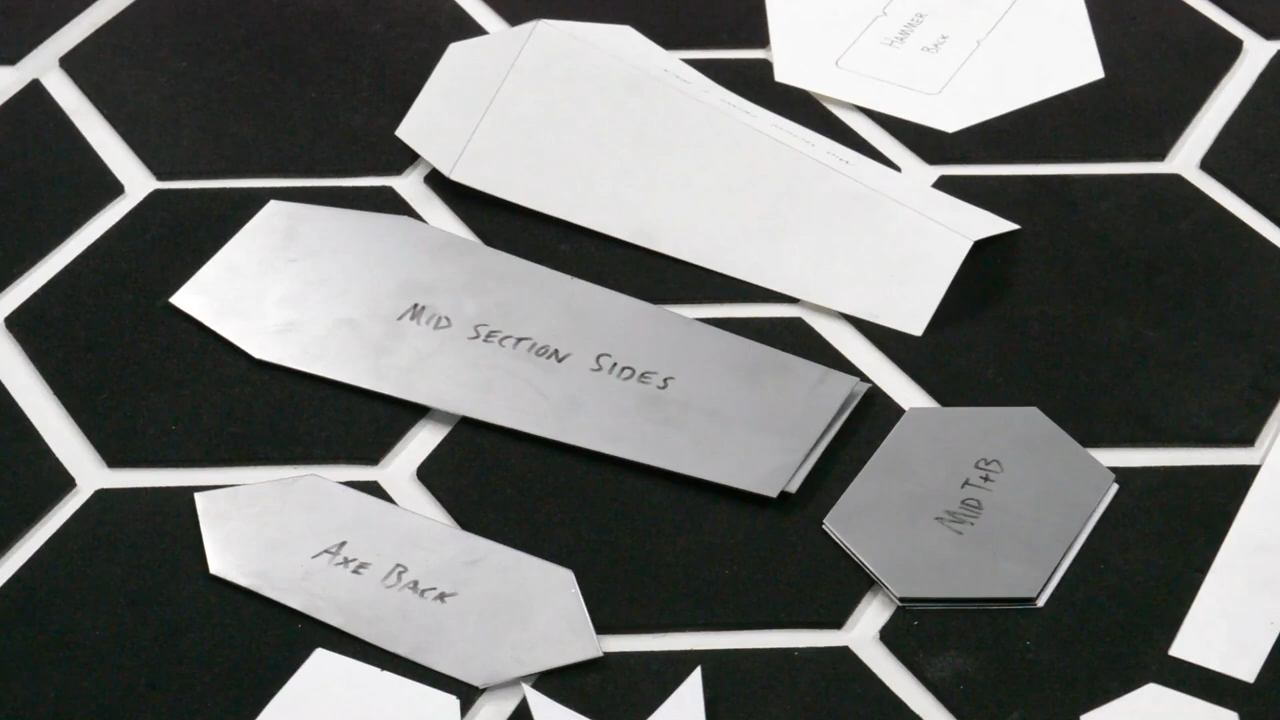 HAMMER
BACK
MID SECTION SIDES
MID T+B
AXE BACK